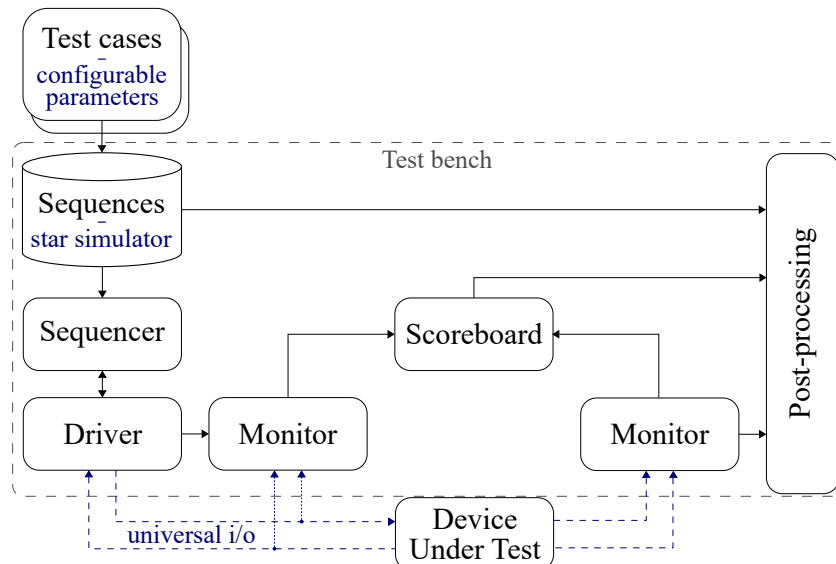 Test cases
-
configurable
parameters
Test bench
Sequences
-
star simulator
Post-processing
Sequencer
Scoreboard
Driver
Monitor
Monitor
universal i/o
Device
Under Test